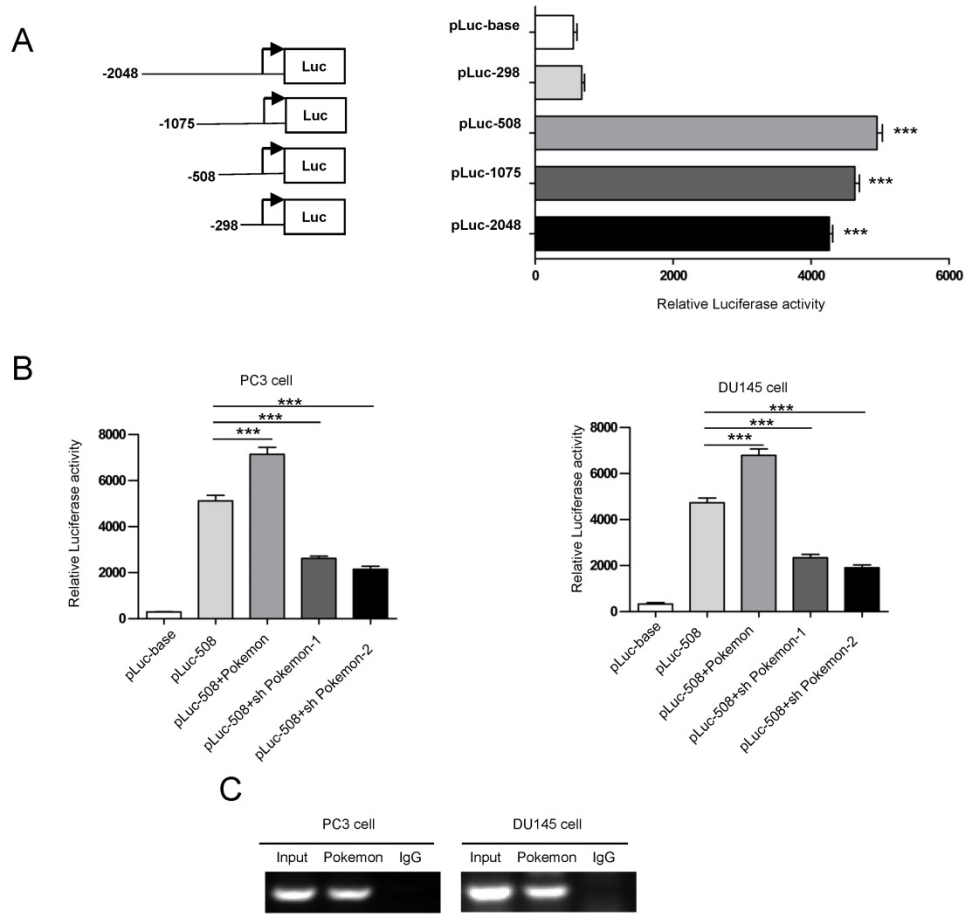 A
-2048
Luc
-1075
Luc
-508
Luc
-298
Luc
pLuc-base
pLuc-298
pLuc-508
***
pLuc-1075
***
pLuc-2048
***
0
2000
4000
6000
Relative Luciferase activity
B
PC3 cell
***
***
***
Relative Luciferase activity
8000
6000
4000
2000
0
pLuc-base
pLuc-508
pLuc-508+Pokemon
pLuc-508+sh Pokemon-1
pLuc-508+sh Pokemon-2
DU145 cell
***
***
***
Relative Luciferase activity
8000
6000
4000
2000
0
pLuc-base
pLuc-508
pLuc-508+Pokemon
pLuc-508+sh Pokemon-1
pLuc-508+sh Pokemon-2
C
PC3 cell
Input Pokemon IgG
DU145 cell
Input Pokemon IgG